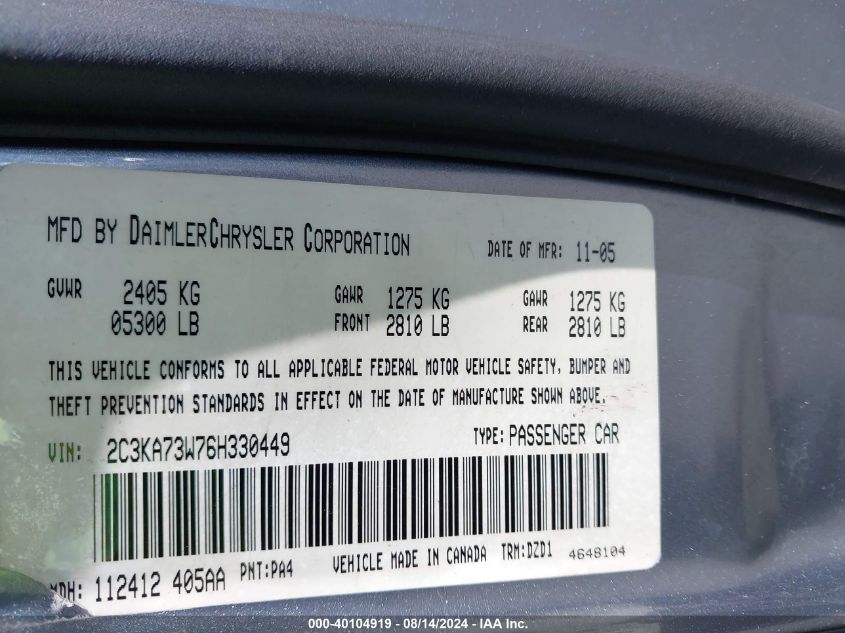 MFD BY DAIMLERCHRYSLER CORPORATION DATE OF MFR: 11-05
GVWR 2405 KG GAWR 1275 KG GAWR 1275 KG
05300 LB FRONT 2810 LB REAR 2810 LB
THIS VEHICLE CONFORMS TO ALL APPLICABLE FEDERAL MOTOR VEHICLE SAFETY, BUMPER AND
THEFT PREVENTION STANDARDS IN EFFECT ON THE DATE OF MANUFACTURE SHOWN ABOVE.
VIN: 2C3KA73W76H330449 TYPE: PASSENGER CAR
MDH: 112412 405AA PNT:PA4 VEHICLE MADE IN CANADA TRM:DZD1 4648104
000-40104919 - 08/14/2024 - IAA Inc.